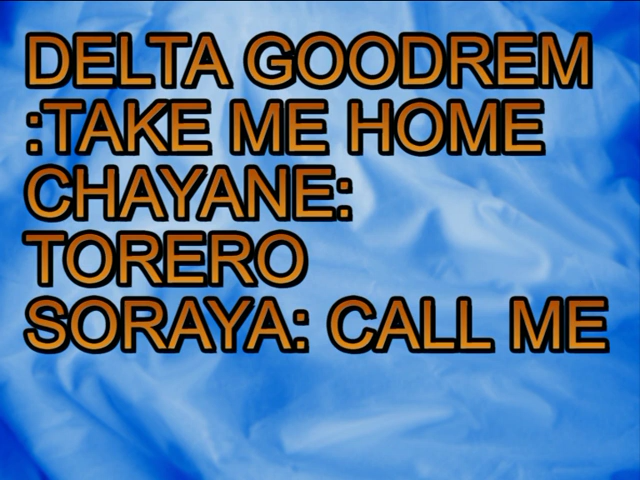 DELTA GOODREM
:TAKE ME HOME
CHAYANE:
TORERO
SORAYA: CALL ME